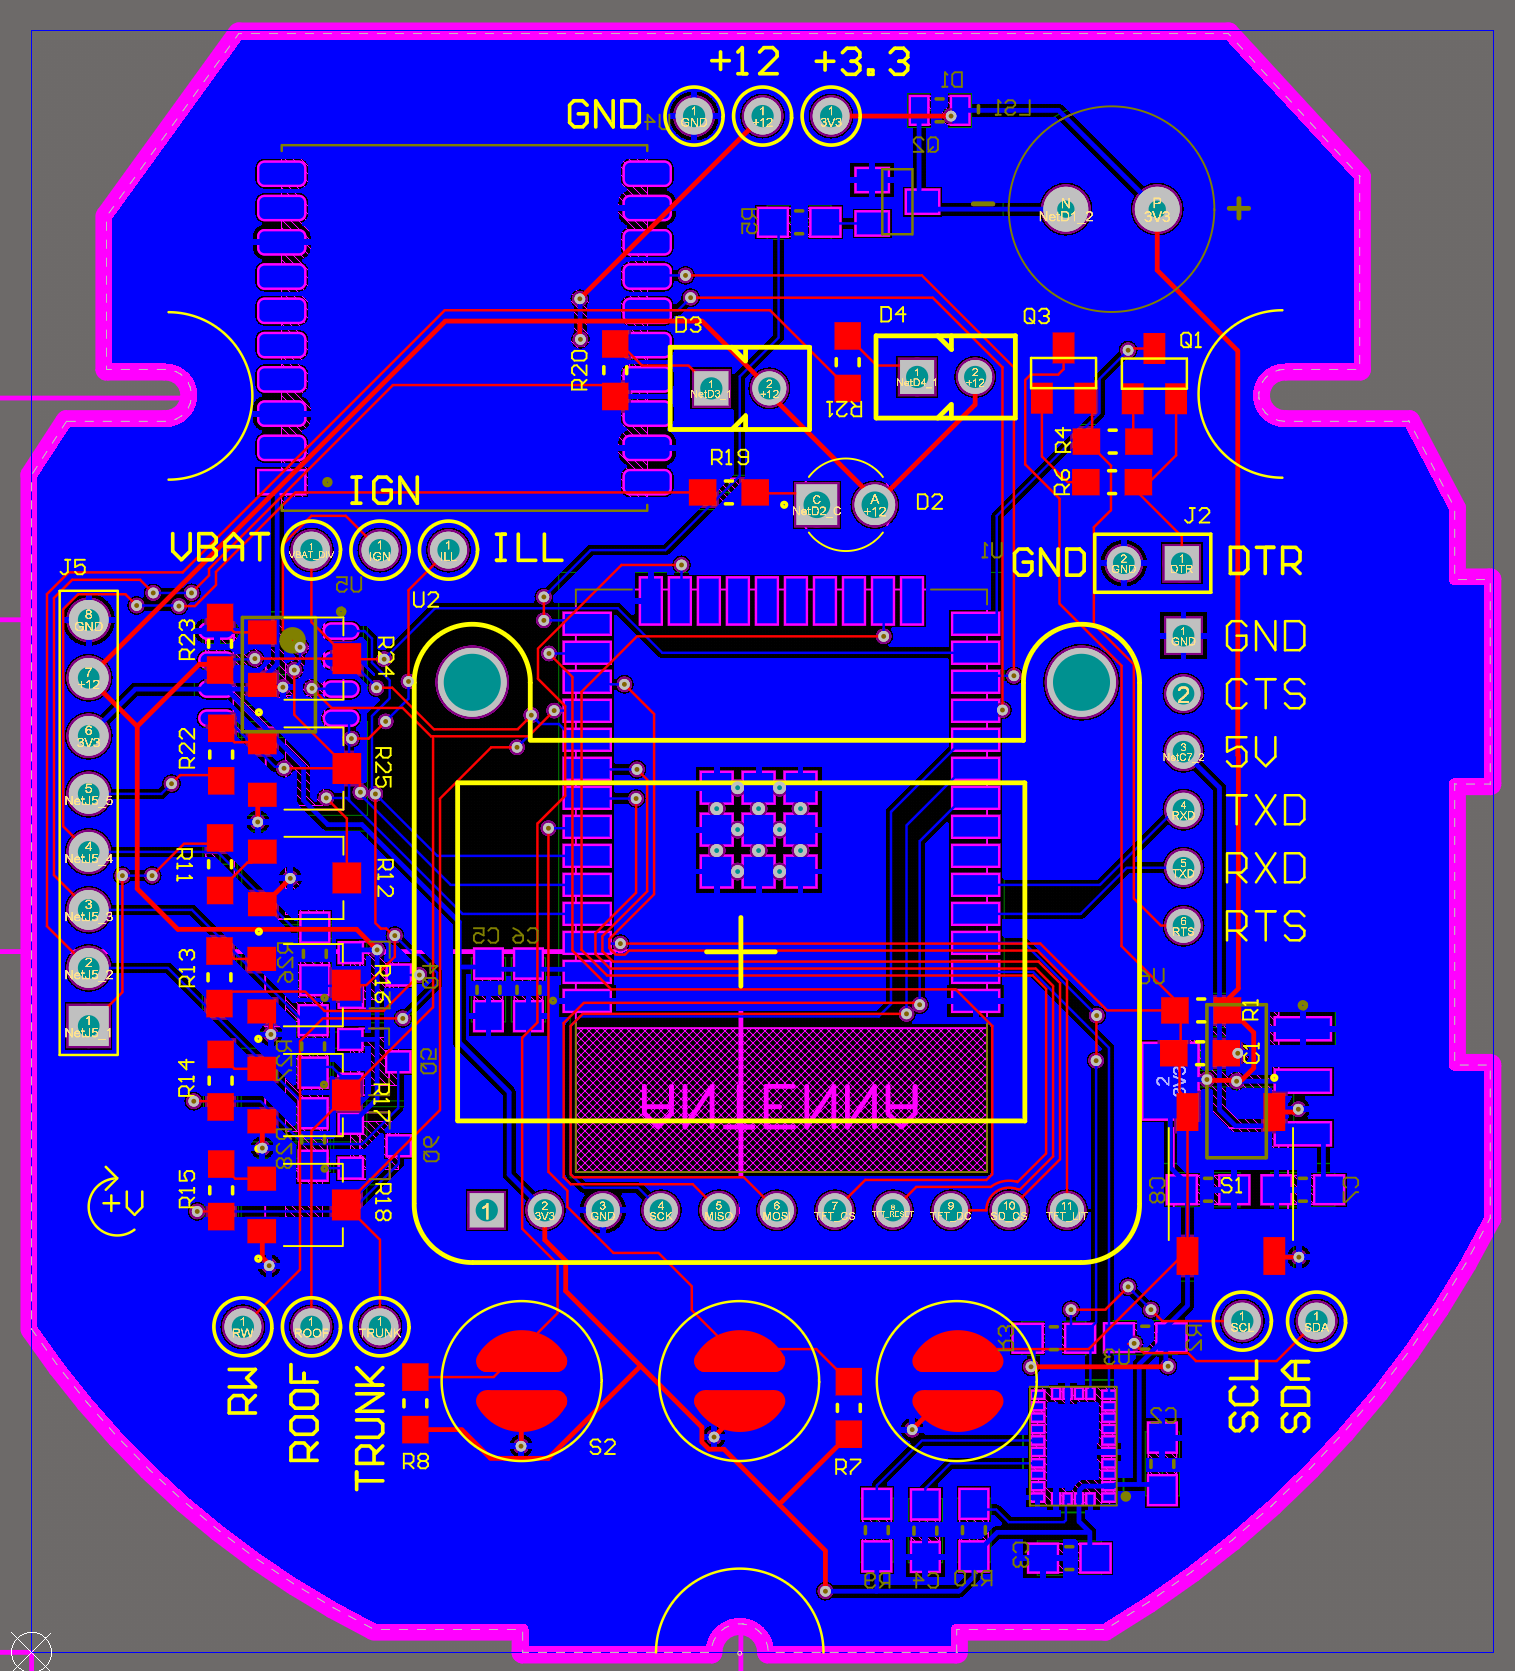 +12 +3.3
D1
GND
1 GND
1 +12
1 3V3
U4
LS1
Q2
R5
N NetD1_2
P 3V3
- +
D3
D4
Q3
Q1
R20
1 NetD3_1
2 +12
1 NetD4_1
2 +12
R21
R4
R19
R6
IGN
C NetD2_C
A +12
D2
J2
VBAT
1 VBAT_DIV
1 IGN
1 ILL
ILL
U1
GND
2 GND
1 DTR
DTR
J5
U5
U2
8 GND
R23
R24
1 GND
GND
7 +12
2
CTS
6 3V3
R22
R25
3 NetC7_2
5V
5 NetJ5_5
4 RXD
TXD
4 NetJ5_4
R11
R12
5 TXD
RXD
3 NetJ5_3
6 RTS
RTS
C5 C6
2 NetJ5_2
R13
R26
R16
Q4
U6
R1
1 NetJ5_1
C1
R14
R27
R17
Q5
2 3V3
ANTENNA
R28
Q6
R15
R18
+V
C8
S1
C7
1
2 3V3
3 GND
4 SCK
5 MISO
6 MOSI
7 TFT_CS
8 TFT_RESET
9 TFT_DC
10 SD_CS
11 TFT_LIT
1 RW
1 ROOF
1 TRUNK
R3
R2
U3
1 SCL
1 SDA
RW
ROOF
TRUNK
SCL
SDA
C2
S2
R8
R7
C3
R9
C4
R10